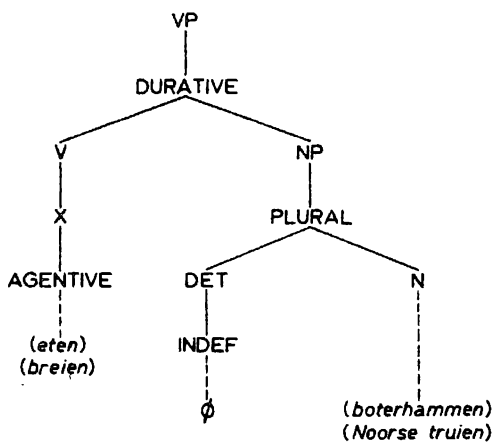 VP
DURATIVE
V NP
X PLURAL
AGENTIVE DET N
(eten) INDEF
(breien)
ø (boterhammen)
(Noorse truien)